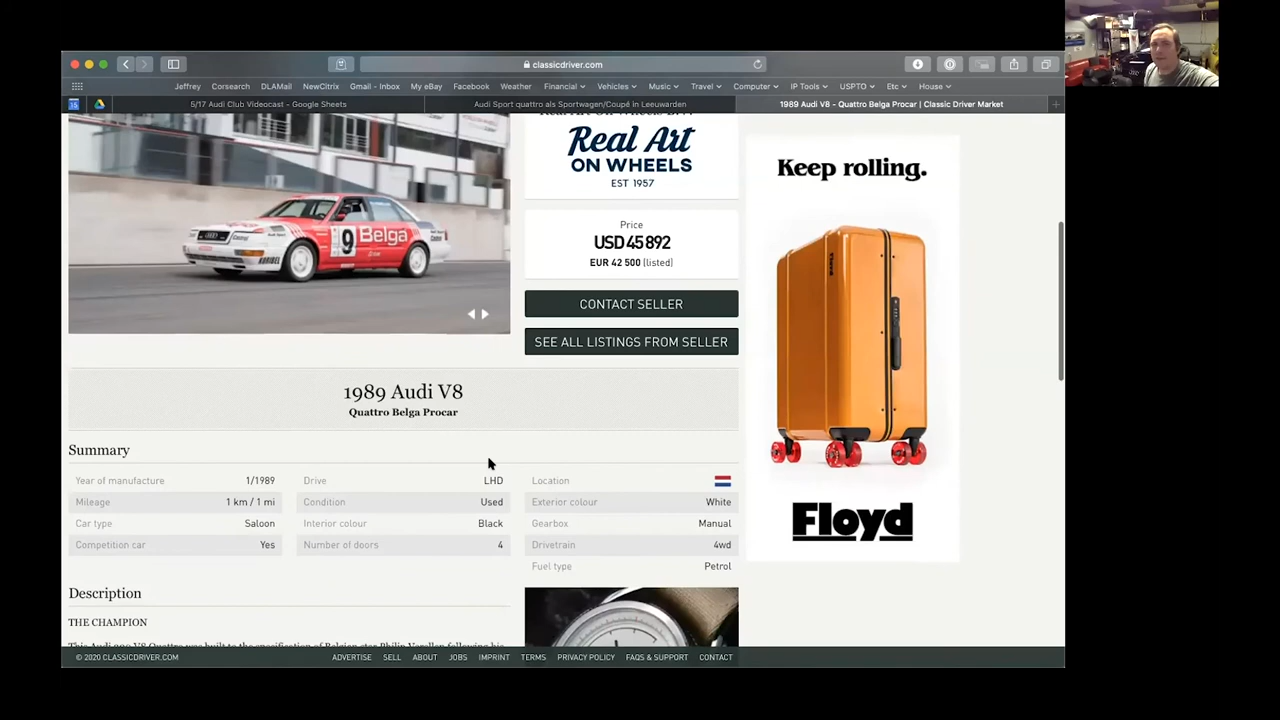 classicdriver.com
Jeffrey Corsearch DLAMail NewCitrix Gmail - Inbox My eBay Facebook Weather Financial Vehicles Music Travel Computer IP Tools USPTO Etc House
5/17 Audi Club Videocast - Google Sheets
Audi Sport quattro als Sportwagen/Coupé in Leeuwarden
1989 Audi V8 - Quattro Belga Procar | Classic Driver Market
Real Art
ON WHEELS
EST 1957
Price
USD 45 892
EUR 42 500 (listed)
CONTACT SELLER
SEE ALL LISTINGS FROM SELLER
9 Belga
1989 Audi V8
Quattro Belga Procar
Summary
Year of manufacture 1/1989
Mileage 1 km / 1 mi
Car type Saloon
Competition car Yes
Drive LHD
Condition Used
Interior colour Black
Number of doors 4
Location
Exterior colour White
Gearbox Manual
Drivetrain 4wd
Fuel type Petrol
Description
THE CHAMPION
Keep rolling.
Floyd
© 2020 CLASSICDRIVER.COM
ADVERTISE SELL ABOUT JOBS IMPRINT TERMS PRIVACY POLICY FAQS & SUPPORT CONTACT